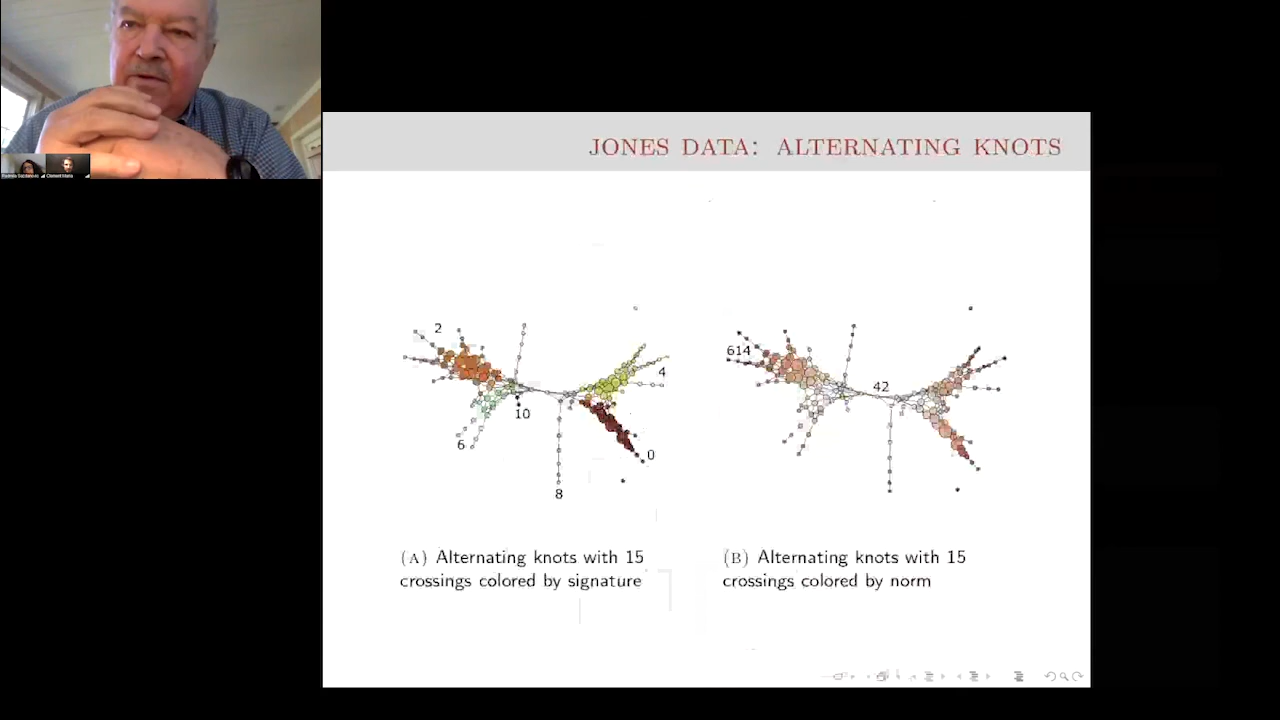 JONES DATA: ALTERNATING KNOTS
2
4
10
6
0
8
614
42
(A) Alternating knots with 15
crossings colored by signature
(B) Alternating knots with 15
crossings colored by norm